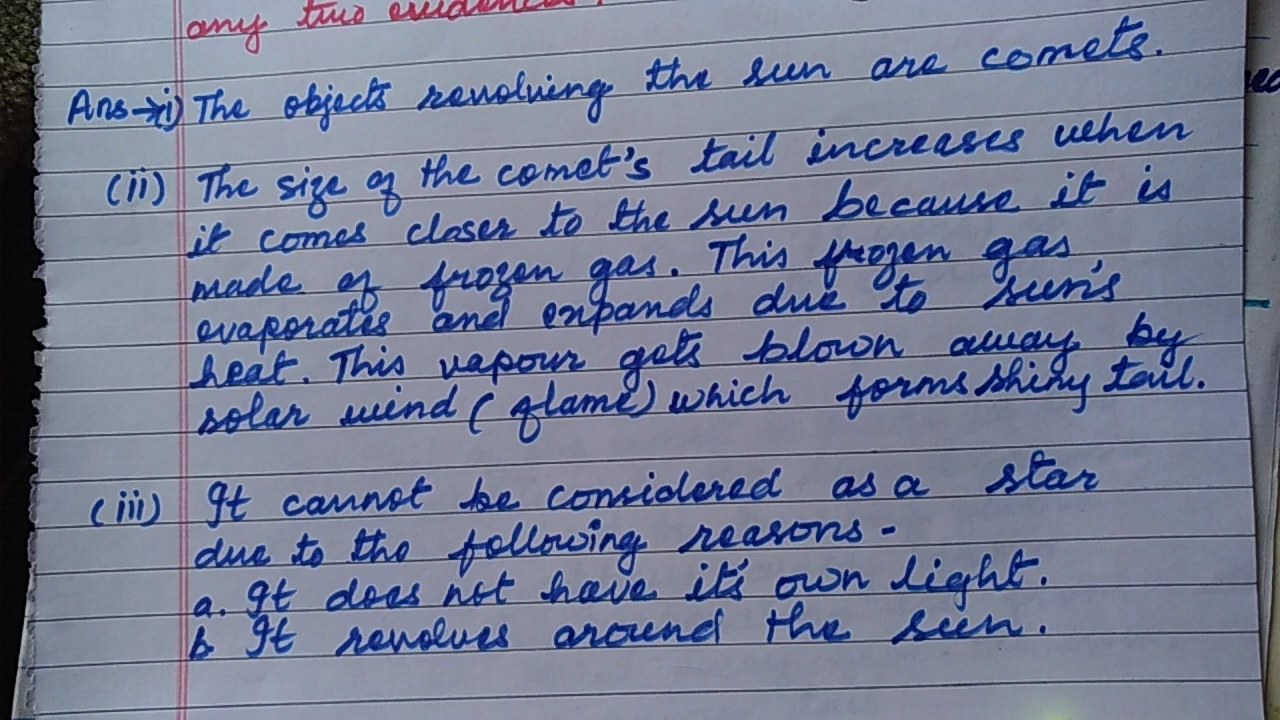 any two evidences.
Ans→i) The objects revolving the sun are comets.
(ii) The size of the comet's tail increases when
it comes closer to the sun because it is
made of frozen gas. This frozen gas
evaporates and expands due to sun's
heat. This vapour gets blown away by
solar wind (flame) which forms shiny tail.
(iii) It cannot be considered as a star
due to the following reasons-
a. It does not have it's own light.
b It revolves around the sun.